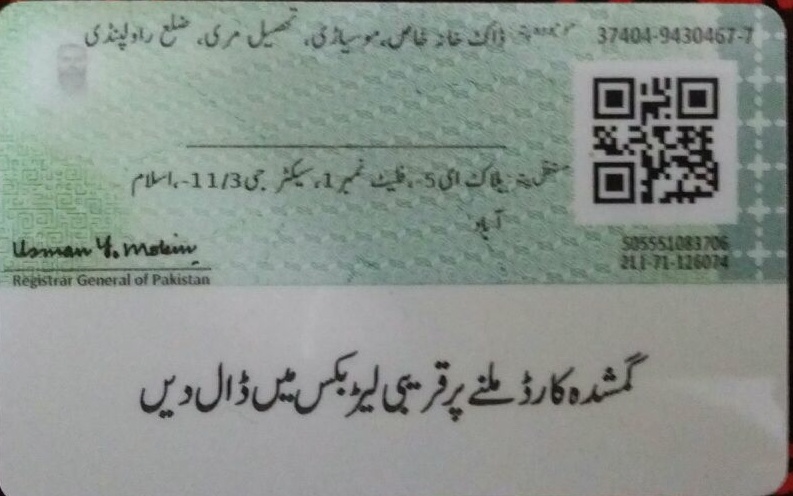 37404-9430467-7
موجودہ پتہ: ڈاک خانہ خاص، موسیاڑی، تحصیل مری، ضلع راولپنڈی
مستقل پتہ: بلاک ای-5، فلیٹ نمبر 1، سیکٹر جی-11/3، اسلام
آباد
505551083706
211-71-126074
Usman Y. Mobin
Registrar General of Pakistan
گمشدہ کارڈ ملنے پر قریبی لیٹر بکس میں ڈال دیں